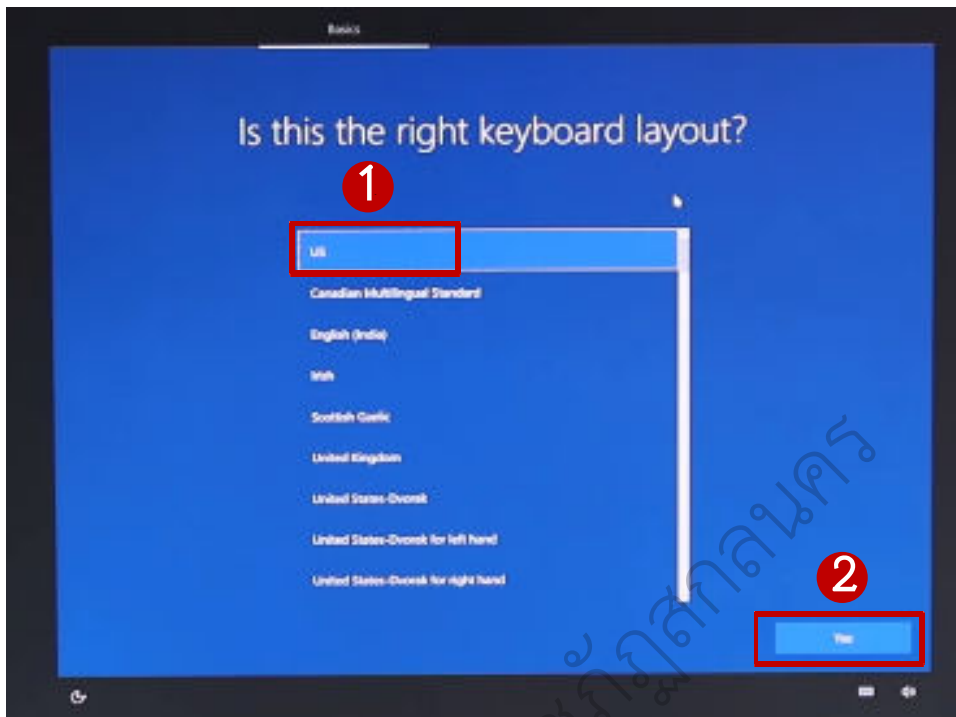 Basics
Is this the right keyboard layout?
1
US
Canadian Multilingual Standard
English (India)
Irish
Scottish Gaelic
United Kingdom
United States-Dvorak
United States-Dvorak for left hand
United States-Dvorak for right hand
2
Yes